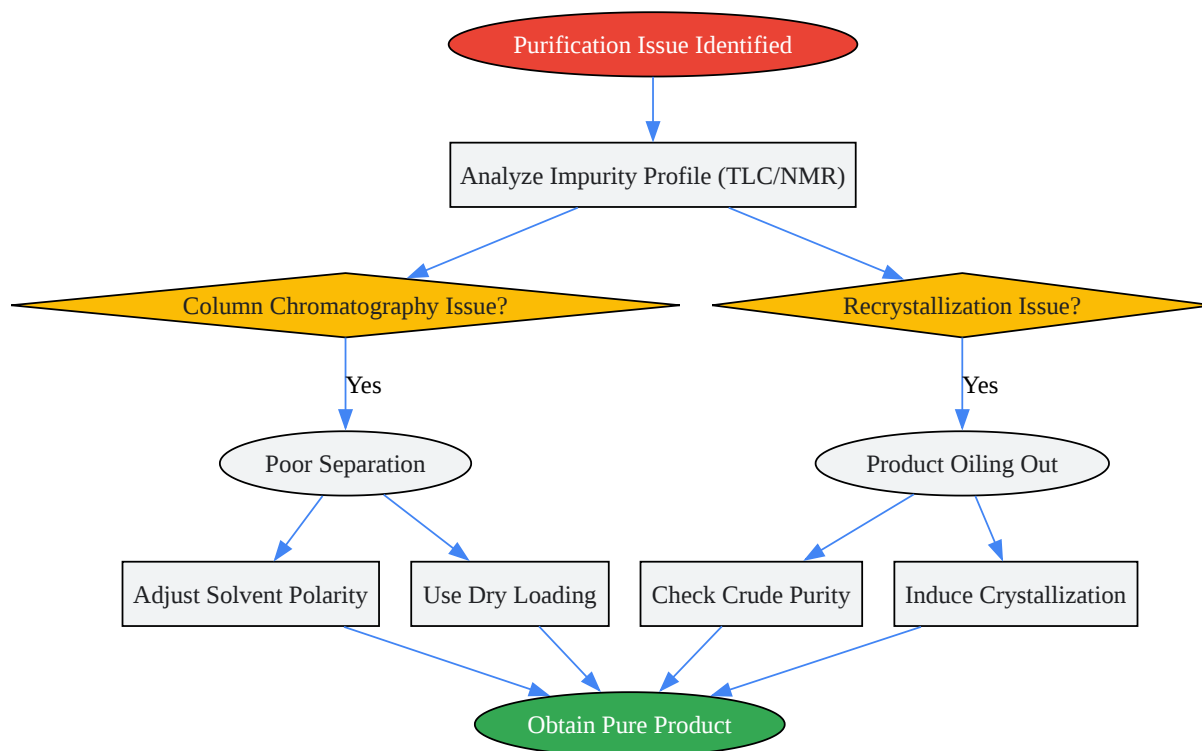 Purification Issue Identified
Analyze Impurity Profile (TLC/NMR)
Column Chromatography Issue?
Recrystallization Issue?
Yes
Yes
Poor Separation
Product Oiling Out
Adjust Solvent Polarity
Use Dry Loading
Check Crude Purity
Induce Crystallization
Obtain Pure Product